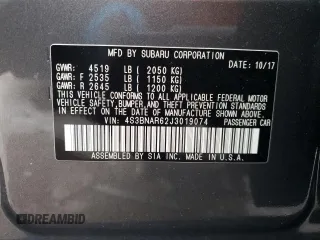 MFD BY SUBARU CORPORATION
DATE: 10/17
GVWR: 4519 LB ( 2050 KG)
GAWR: F 2535 LB ( 1150 KG)
GAWR: R 2645 LB ( 1200 KG)
THIS VEHICLE CONFORMS TO ALL APPLICABLE FEDERAL MOTOR
VEHICLE SAFETY, BUMPER, AND THEFT PREVENTION STANDARDS
IN EFFECT ON THE DATE OF MANUFACTURE SHOWN ABOVE.
VIN: 4S3BNAR62J3019074
PASSENGER CAR
ASSEMBLED BY SIA INC. MADE IN U.S.A.
DREAMBID